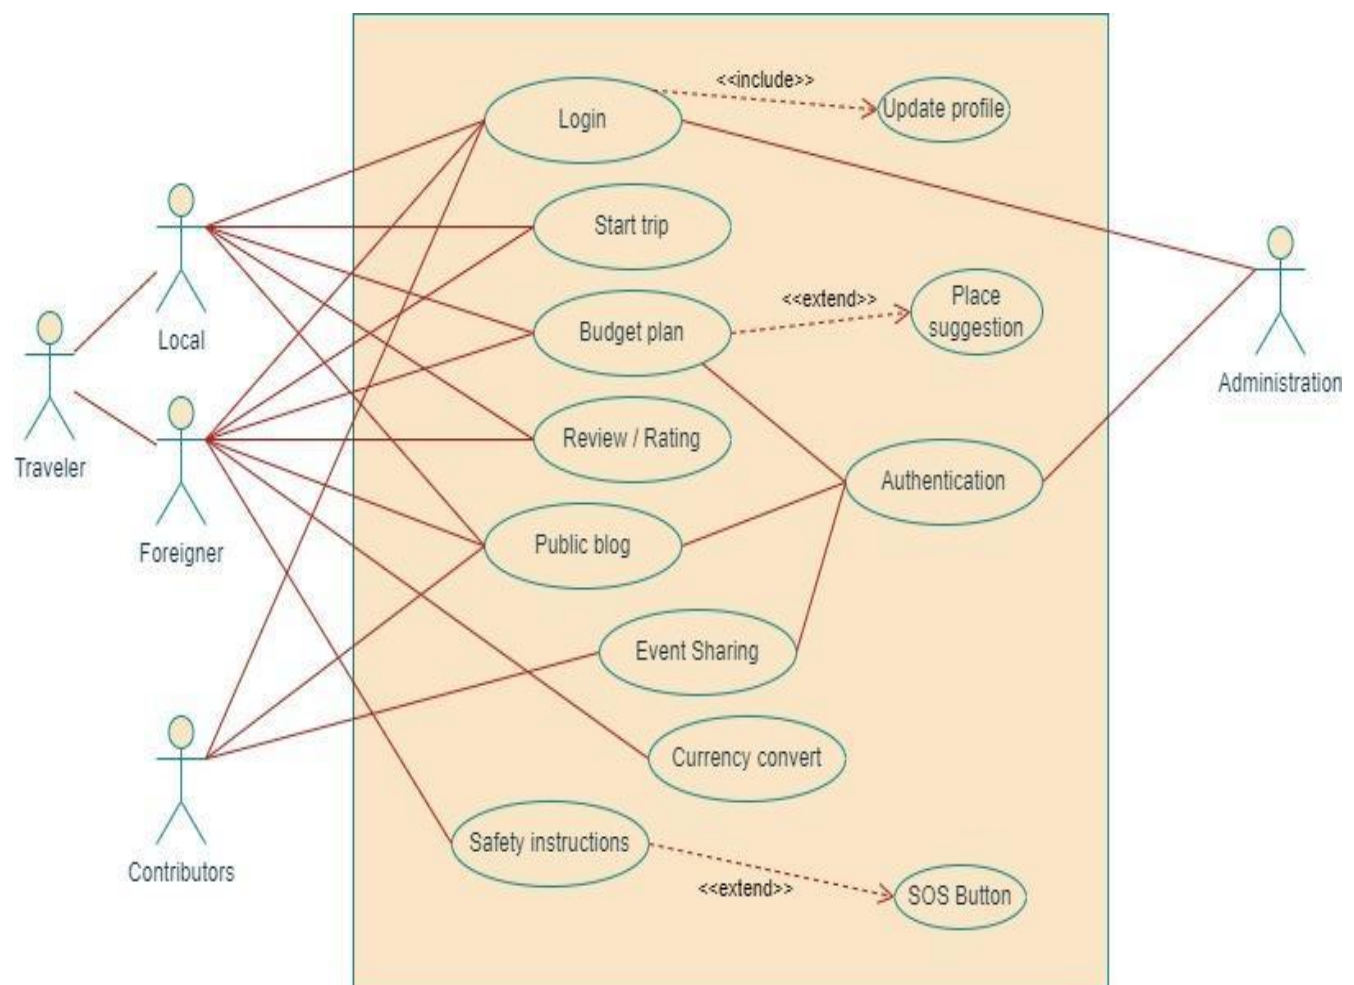 <<include>>
Update profile
Login
Start trip
Place
suggestion
<<extend>>
Budget plan
Local
Administration
Review / Rating
Traveler
Authentication
Foreigner
Public blog
Event Sharing
Currency convert
Safety instructions
Contributors
<<extend>>
SOS Button